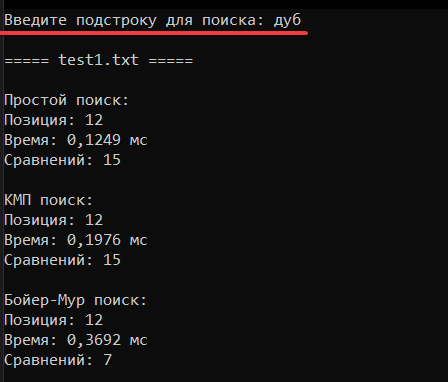 Введите подстроку для поиска: дуб
===== test1.txt =====
Простой поиск:
Позиция: 12
Время: 0,1249 мс
Сравнений: 15
КМП поиск:
Позиция: 12
Время: 0,1976 мс
Сравнений: 15
Бойер-Мур поиск:
Позиция: 12
Время: 0,3692 мс
Сравнений: 7